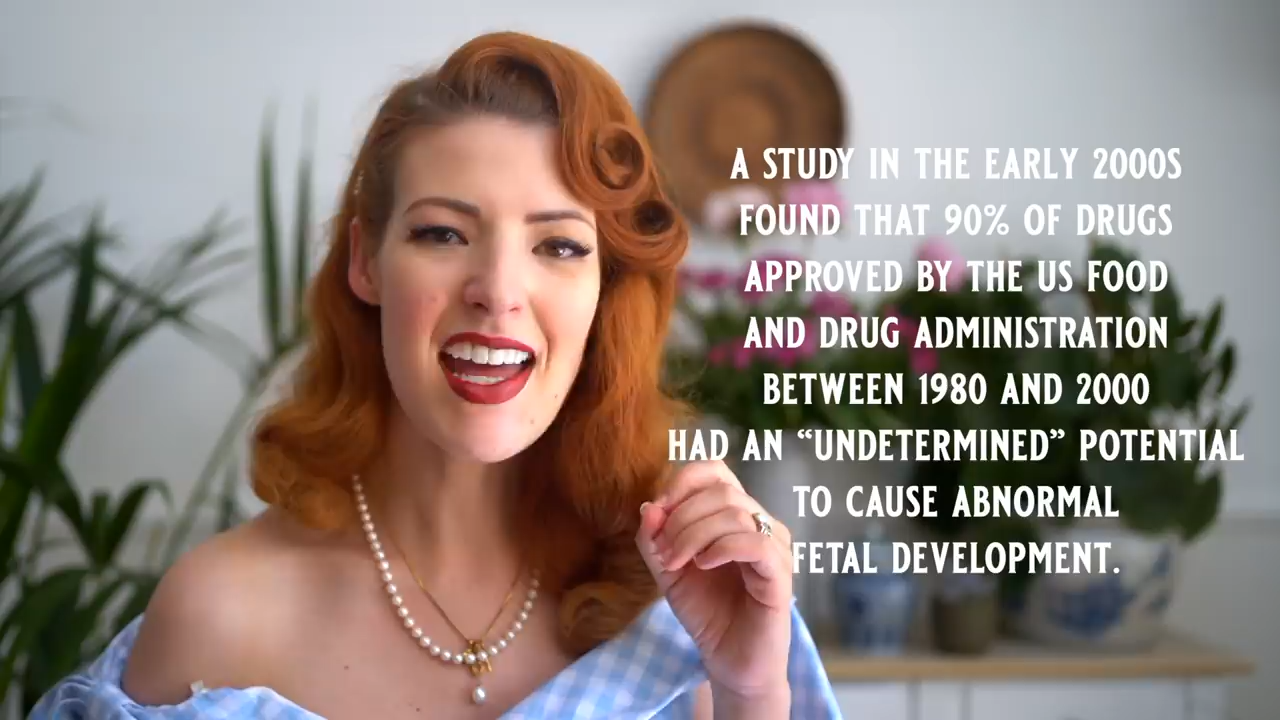 A STUDY IN THE EARLY 2000S
FOUND THAT 90% OF DRUGS
APPROVED BY THE US FOOD
AND DRUG ADMINISTRATION
BETWEEN 1980 AND 2000
HAD AN “UNDETERMINED” POTENTIAL
TO CAUSE ABNORMAL
FETAL DEVELOPMENT.